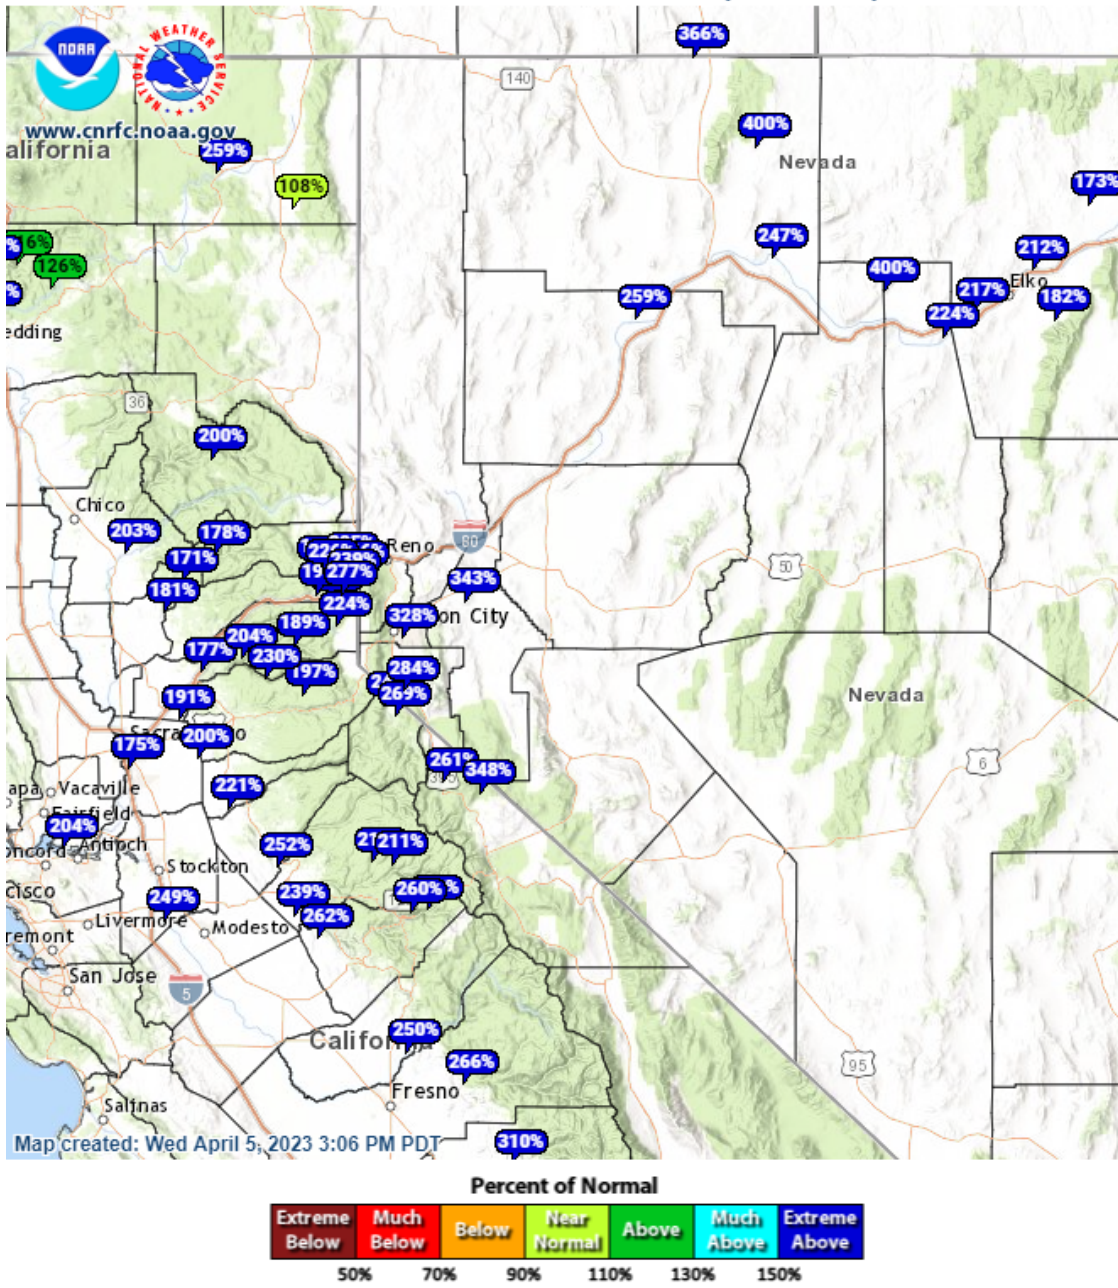 366%
NOAA
NATIONAL WEATHER SERVICE
140
www.cnrfc.noaa.gov
400%
alifornia
259%
Nevada
108%
173%
247%
212%
126%
400%
Elko
217%
182%
259%
224%
edding
36
200%
Chico
203%
178%
Reno
80
171%
277%
50
343%
181%
224%
328%
on City
189%
204%
177%
230%
197%
284%
269%
191%
Nevada
200%
175%
261%
348%
6
221%
apa
Vacaville
Fairfield
204%
oncord
Antioch
252%
211%
Stockton
239%
260%
cisco
249%
262%
Livermore
Modesto
remont
San Jose
5
250%
California
266%
95
Fresno
Salinas
310%
Map created: Wed April 5, 2023 3:06 PM PDT
Percent of Normal
Extreme Below
Much Below
Below
Near Normal
Above
Much Above
Extreme Above
50% 70% 90% 110% 130% 150%